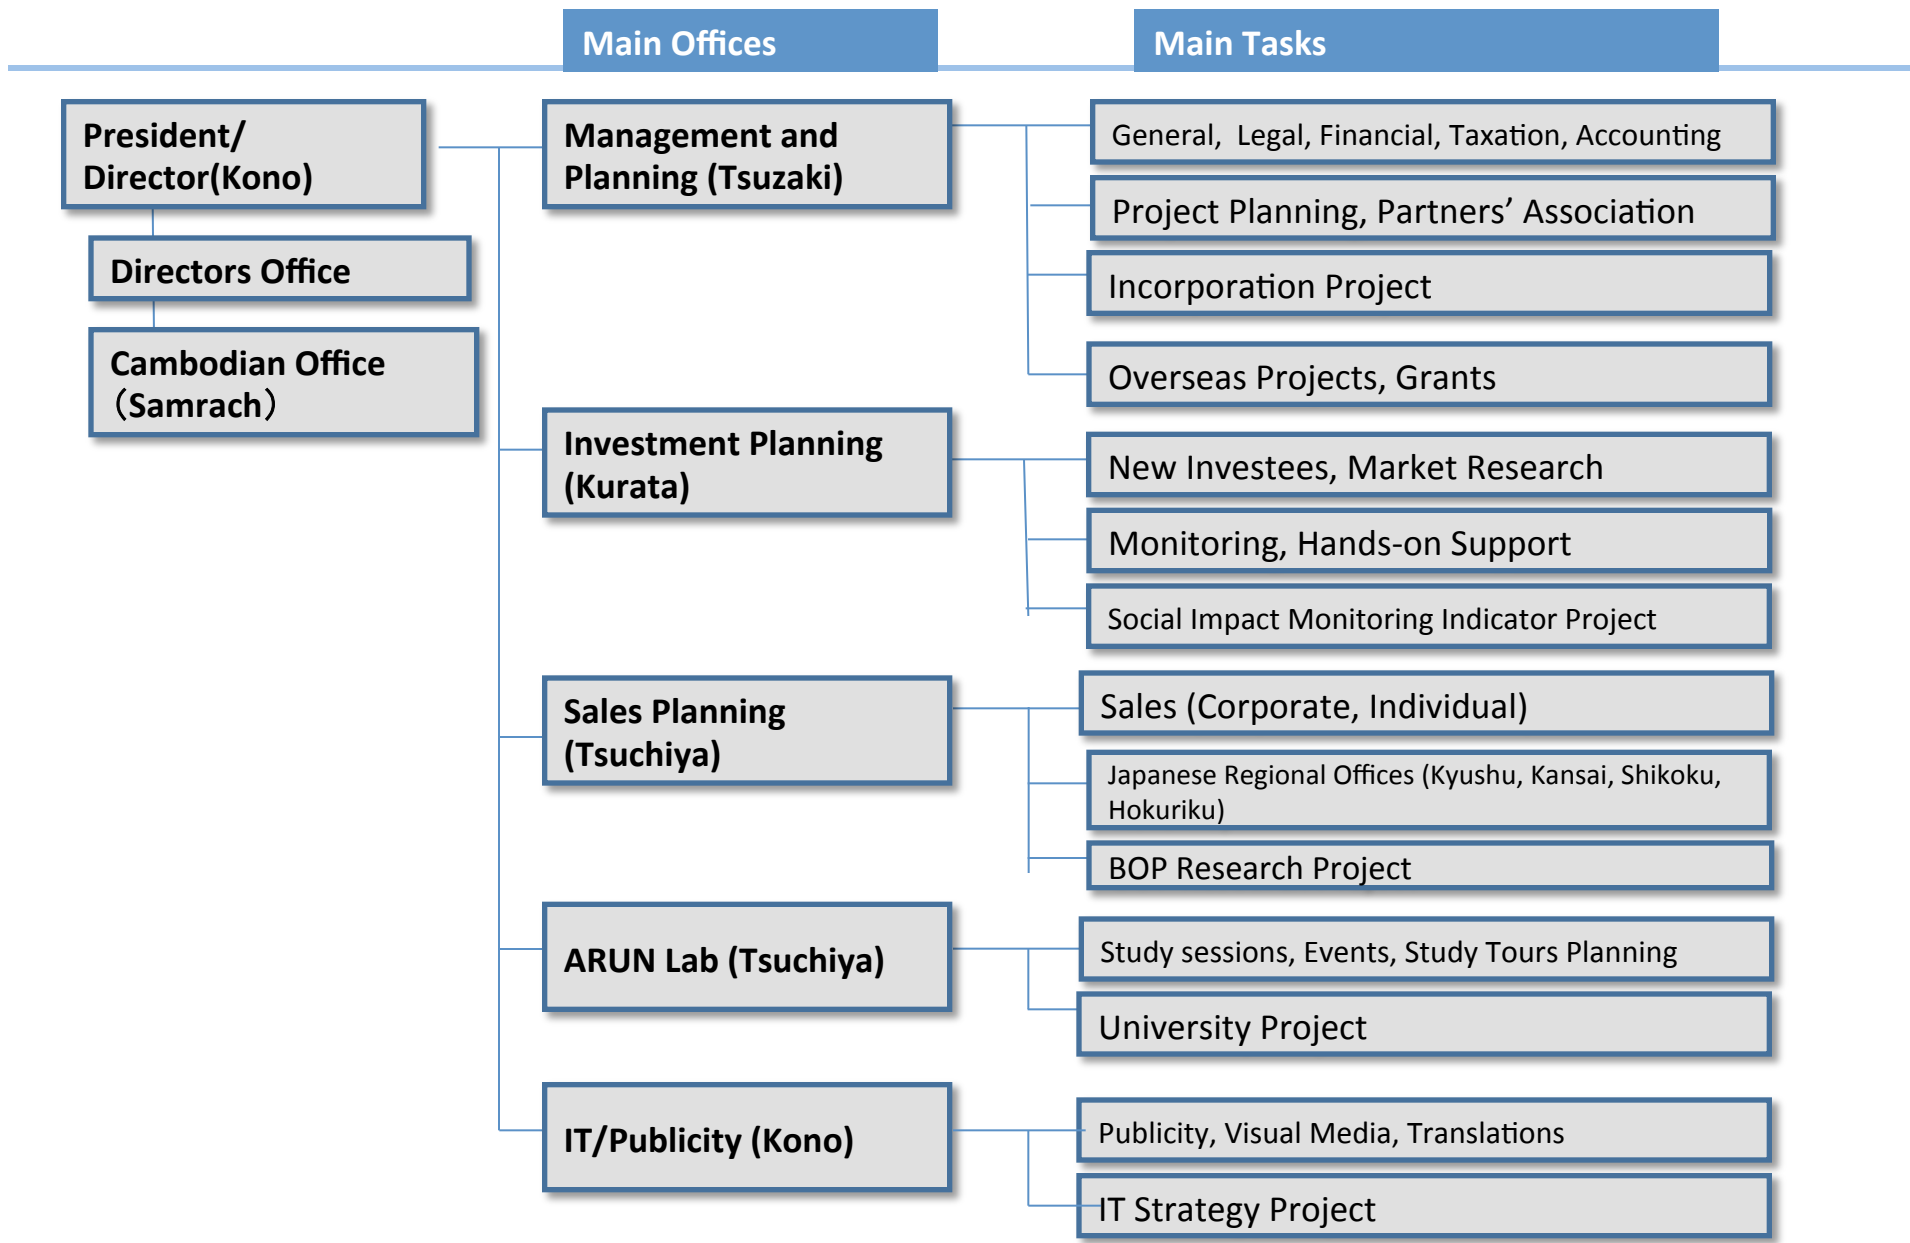 Main Offices
Main Tasks
President/
Director(Kono)
Directors Office
Cambodian Office
（Samrach）
Management and
Planning (Tsuzaki)
General,  Legal, Financial, Taxation, Accounting
Project Planning, Partners’ Association
Incorporation Project
Overseas Projects, Grants
Investment Planning
(Kurata)
New Investees, Market Research
Monitoring, Hands-on Support
Social Impact Monitoring Indicator Project
Sales Planning
(Tsuchiya)
Sales (Corporate, Individual)
Japanese Regional Offices (Kyushu, Kansai, Shikoku,
Hokuriku)
BOP Research Project
ARUN Lab (Tsuchiya)
Study sessions, Events, Study Tours Planning
University Project
IT/Publicity (Kono)
Publicity, Visual Media, Translations
IT Strategy Project